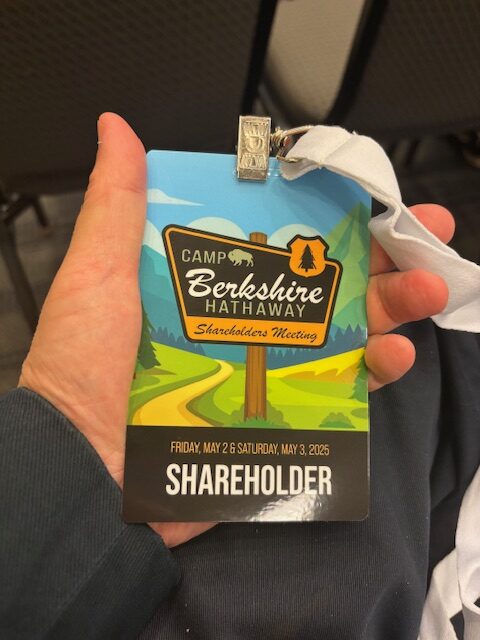 CAMP
Berkshire
HATHAWAY
Shareholders Meeting
FRIDAY, MAY 2 & SATURDAY, MAY 3, 2025
SHAREHOLDER